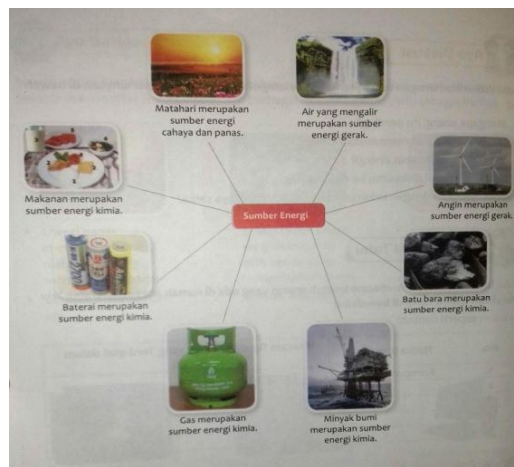 Matahari merupakan
sumber energi
cahaya dan panas.
Air yang mengalir
merupakan sumber
energi gerak.
Makanan merupakan
sumber energi kimia.
Sumber Energi
Angin merupakan
sumber energi gerak.
Baterai merupakan
sumber energi kimia.
Batu bara merupakan
sumber energi kimia.
Gas merupakan
sumber energi kimia.
Minyak bumi
merupakan sumber
energi kimia.